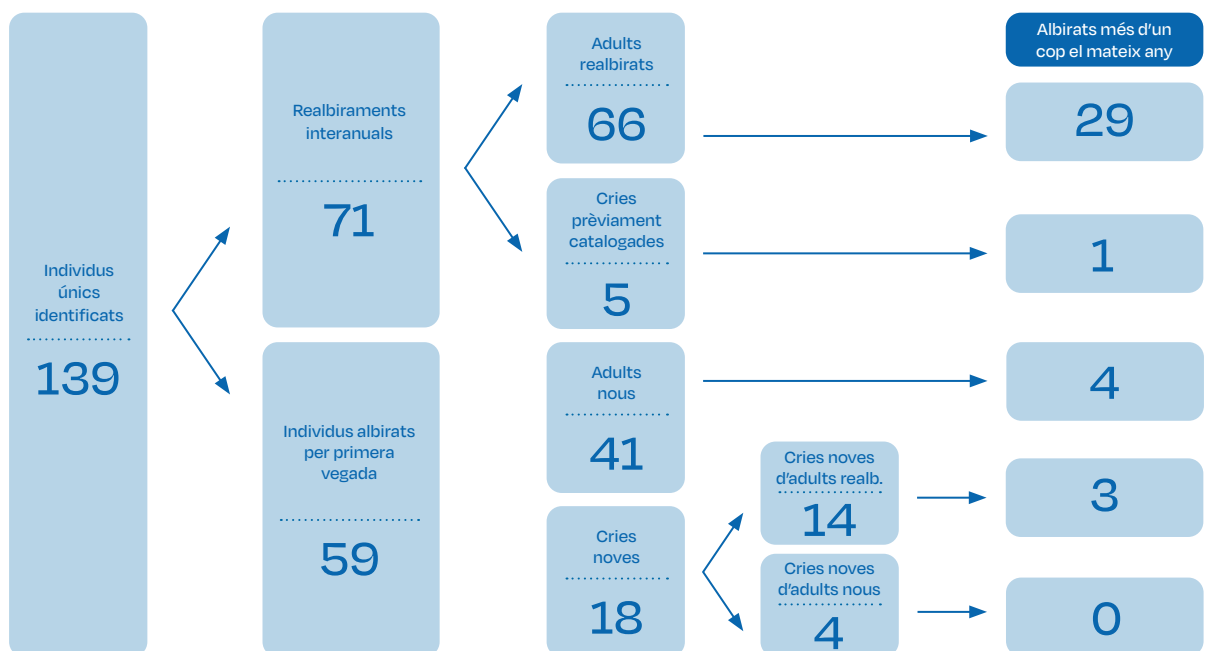 Individus
únics
identificats
139
Realbiraments
interanuals
71
Individus albirats
per primera
vegada
59
Adults
realbirats
66
Cries
prèviament
catalogades
5
Adults
nous
41
Cries
noves
18
Cries noves
d'adults realb.
14
Cries noves
d'adults nous
4
Albirats més d'un
cop el mateix any
29
1
4
3
0